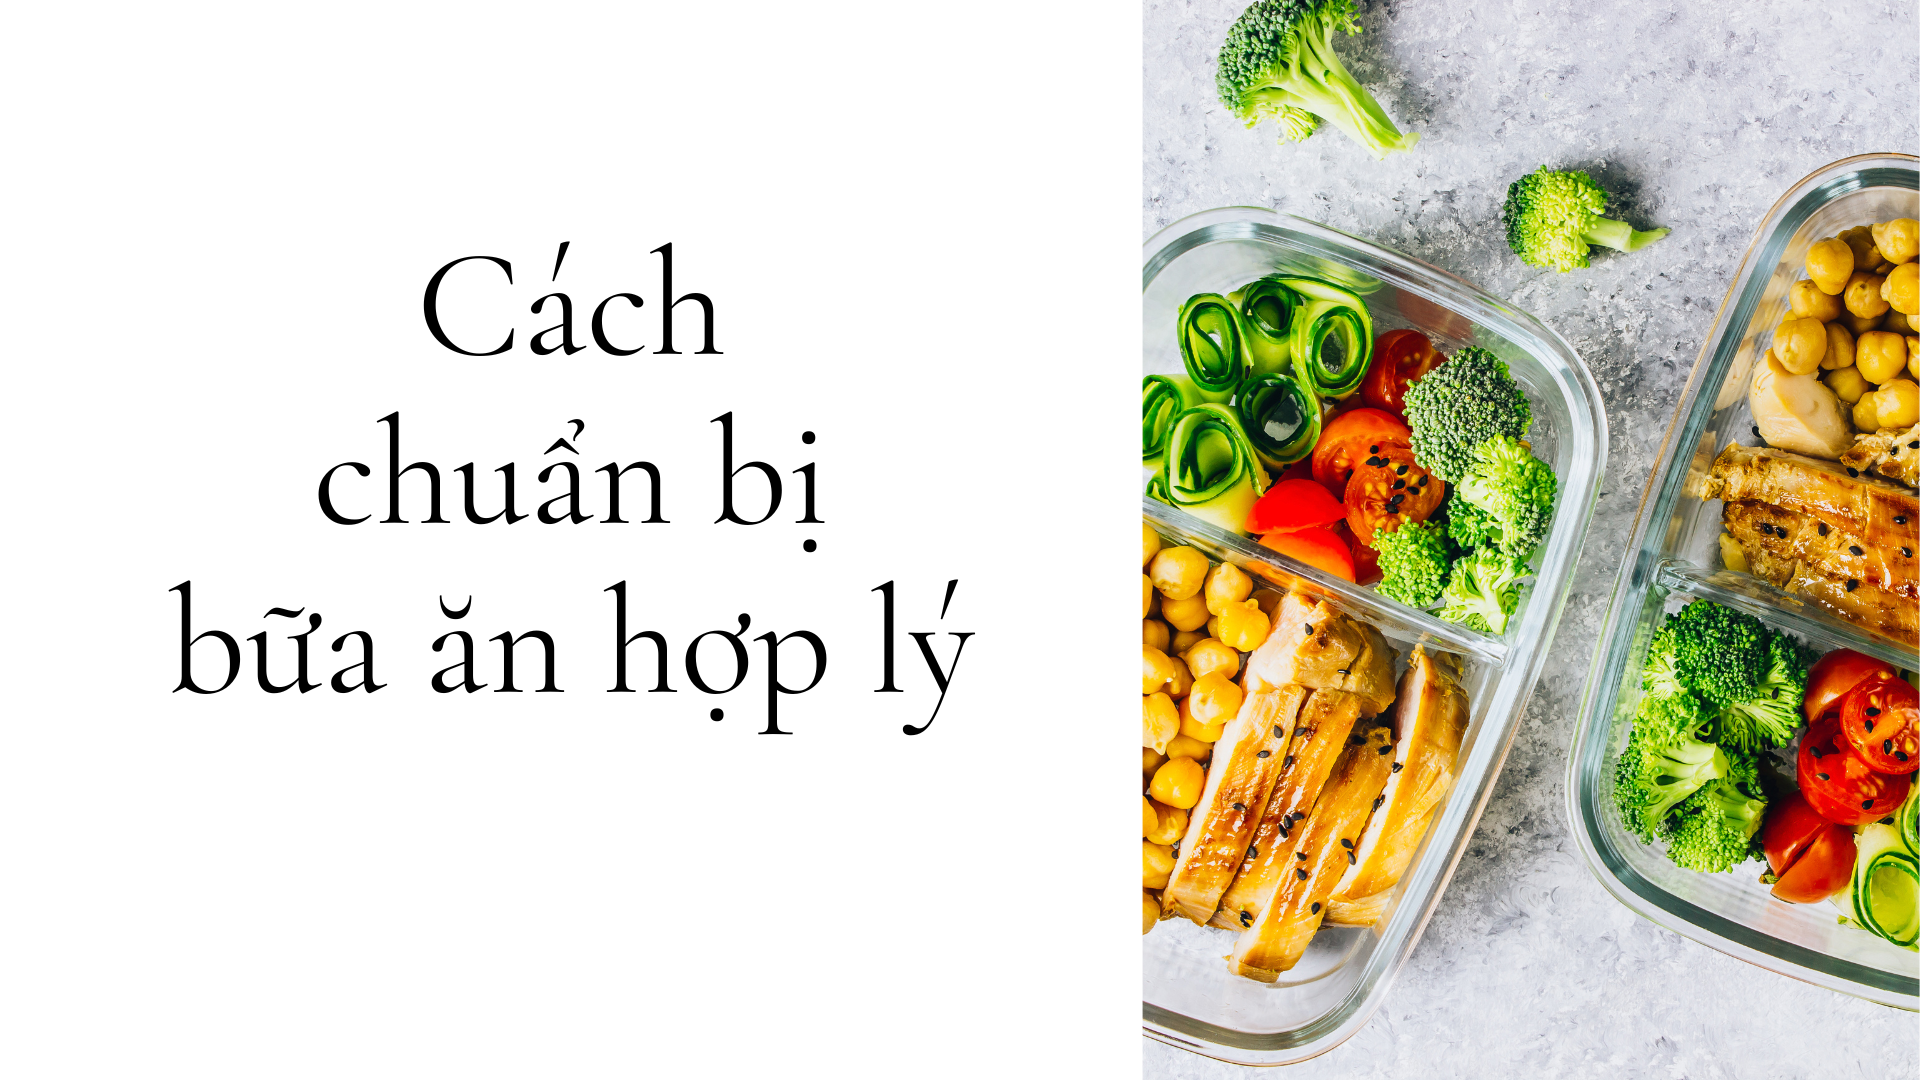 Cách
chuẩn bị
bữa ăn hợp lý